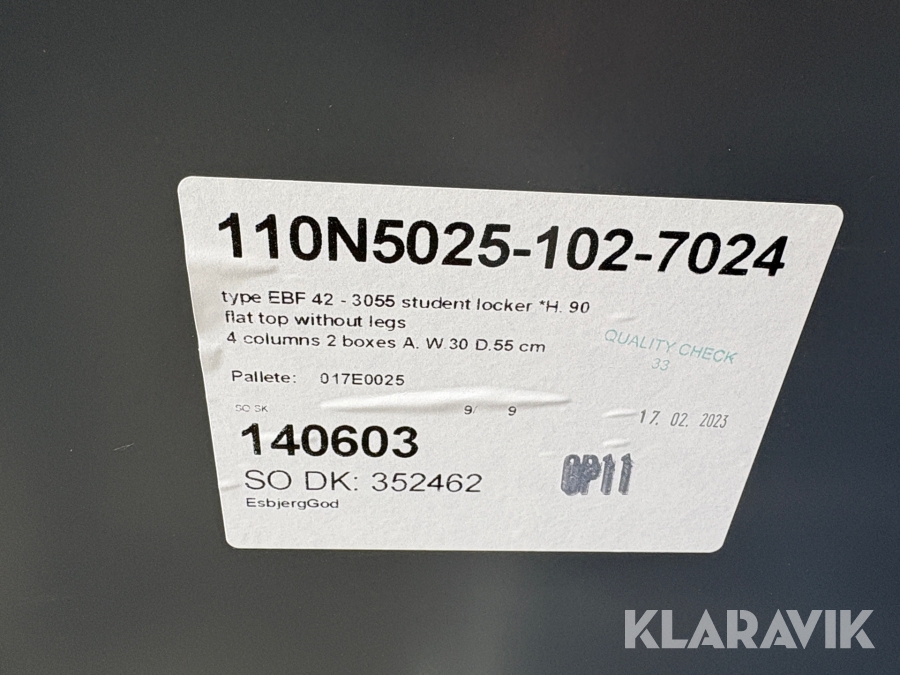 110N5025-102-7024
type EBF 42 - 3055 student locker *H. 90
flat top without legs
4 columns 2 boxes A. W.30 D.55 cm
QUALITY CHECK
33
Pallete: 017E0025
SO SK 9/ 9
17. 02. 2023
140603
SO DK: 352462
OP11
EsbjergGod
KLARAVIK